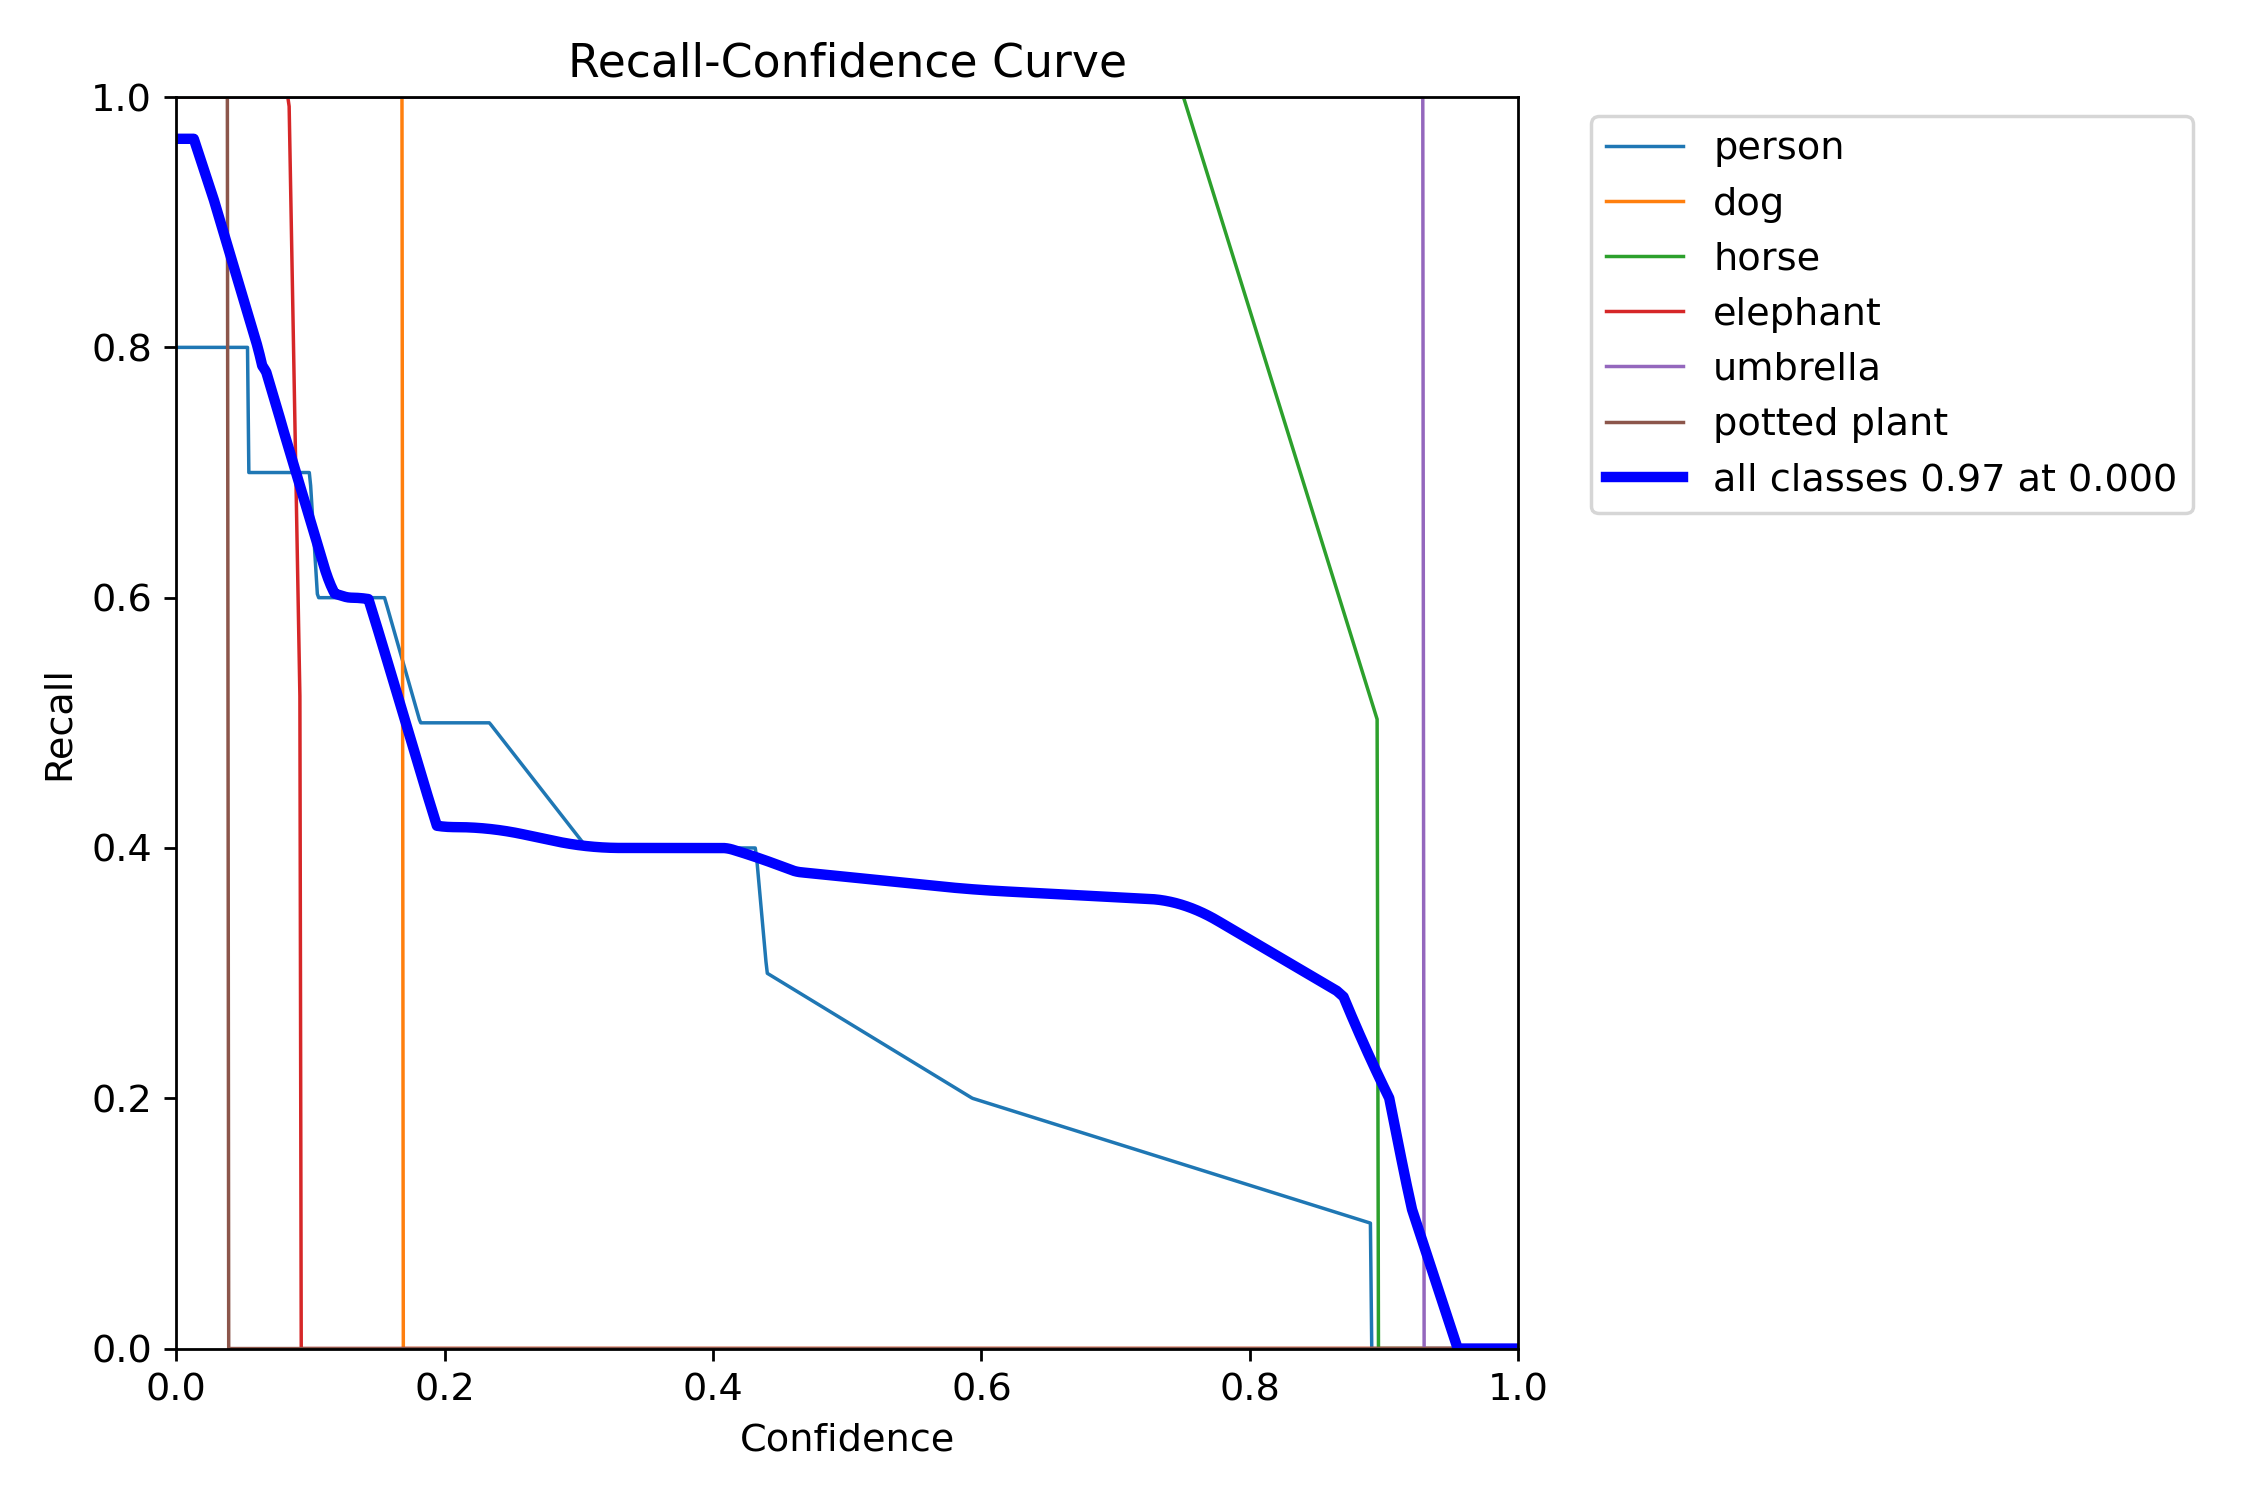 Recall-Confidence Curve
1.0
0.8
0.6
0.4
0.2
0.0
Recall
0.0 0.2 0.4 0.6 0.8 1.0
Confidence
person
dog
horse
elephant
umbrella
potted plant
all classes 0.97 at 0.000